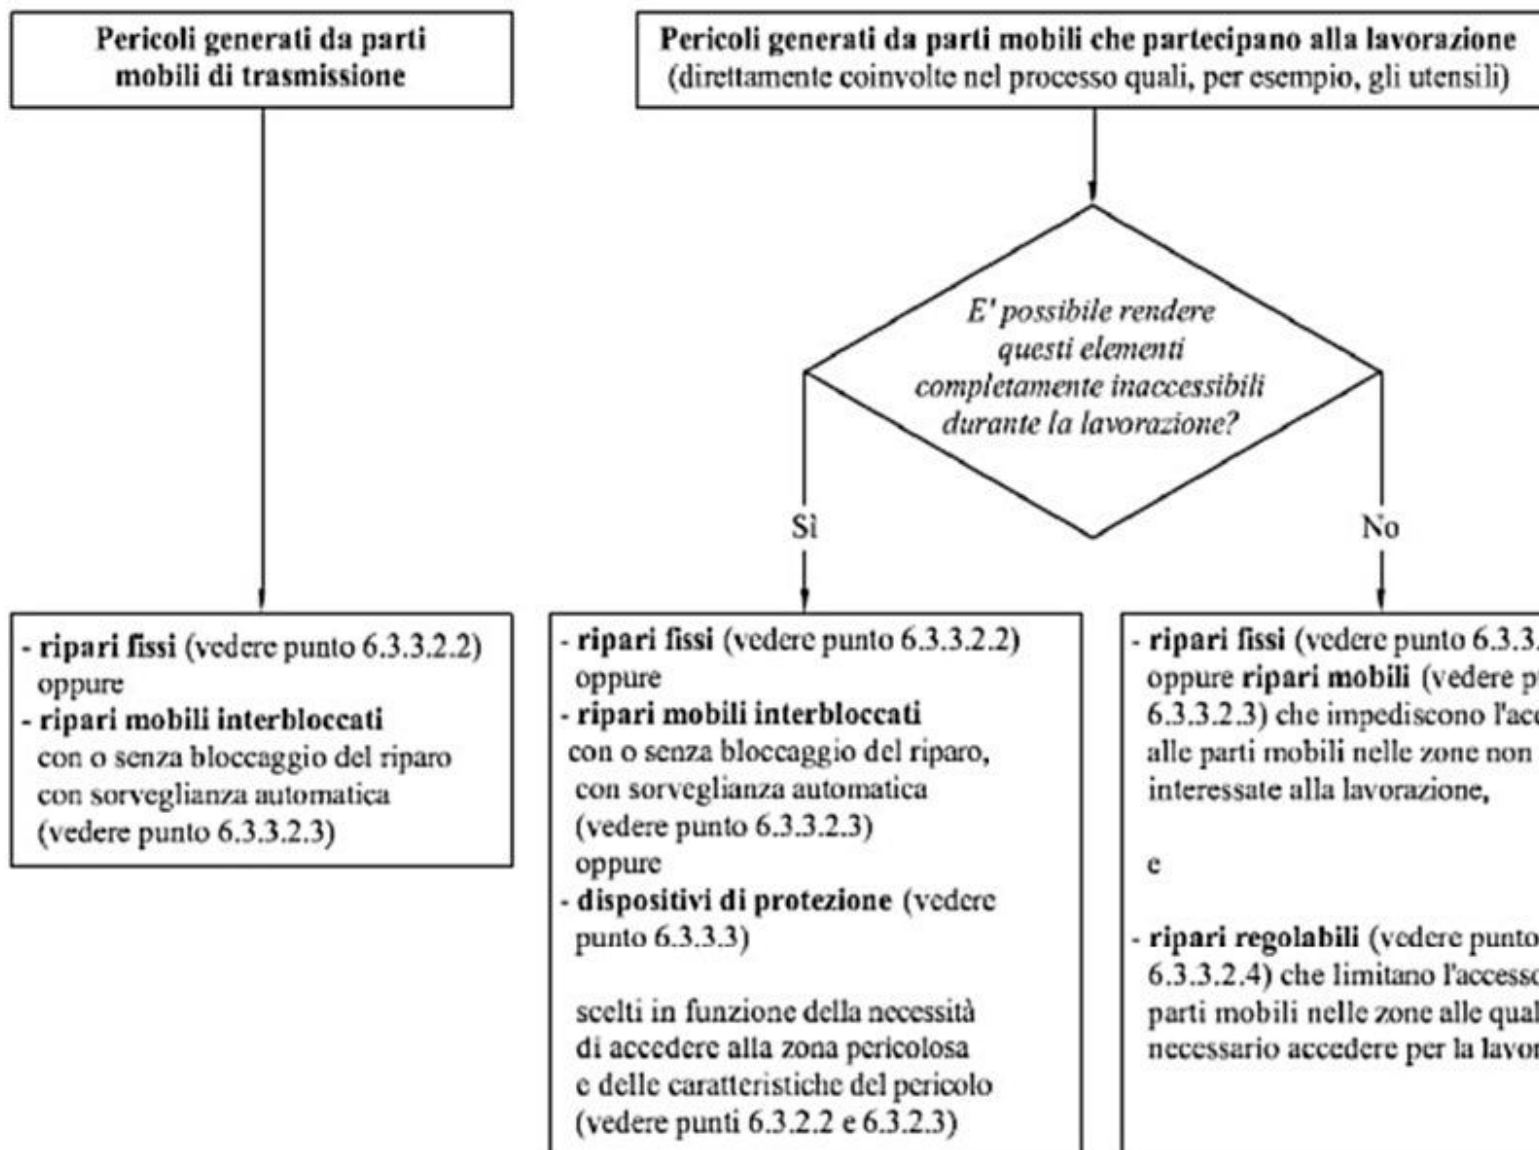 Pericoli generati da parti
mobili di trasmissione
Pericoli generati da parti mobili che partecipano alla lavorazione
(direttamente coinvolte nel processo quali, per esempio, gli utensili)
E' possibile rendere
questi elementi
completamente inaccessibili
durante la lavorazione?
Sì
No
- ripari fissi (vedere punto 6.3.3.2.2)
oppure
- ripari mobili interbloccati
con o senza bloccaggio del riparo
con sorveglianza automatica
(vedere punto 6.3.3.2.3)
- ripari fissi (vedere punto 6.3.3.2.2)
oppure
- ripari mobili interbloccati
con o senza bloccaggio del riparo,
con sorveglianza automatica
(vedere punto 6.3.3.2.3)
oppure
- dispositivi di protezione (vedere
punto 6.3.3.3)
scelti in funzione della necessità
di accedere alla zona pericolosa
e delle caratteristiche del pericolo
(vedere punti 6.3.2.2 e 6.3.2.3)
- ripari fissi (vedere punto 6.3.3.
oppure ripari mobili (vedere
6.3.3.2.3) che impediscono
alle parti mobili nelle zone non
interessate alla lavorazione,
e
- ripari regolabili (vedere punto
6.3.3.2.4) che limitano l'accesso
parti mobili nelle zone alle
necessario accedere per la